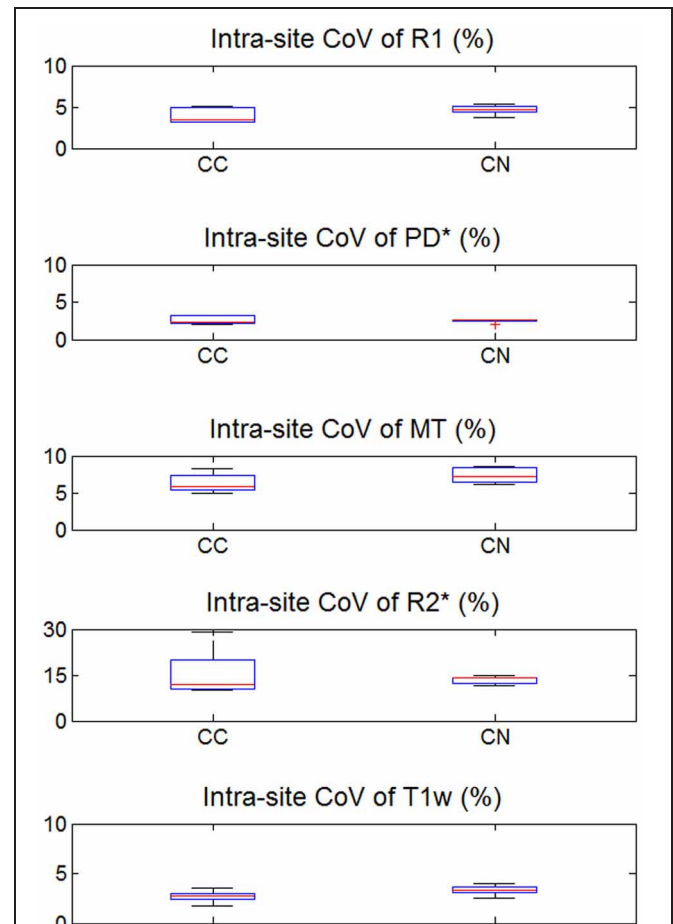 Intra-site CoV of R1 (%)
10
5
0
CC CN
Intra-site CoV of PD* (%)
10
5
0
CC CN
Intra-site CoV of MT (%)
10
5
0
CC CN
Intra-site CoV of R2* (%)
30
15
0
CC CN
Intra-site CoV of T1w (%)
10
5
0